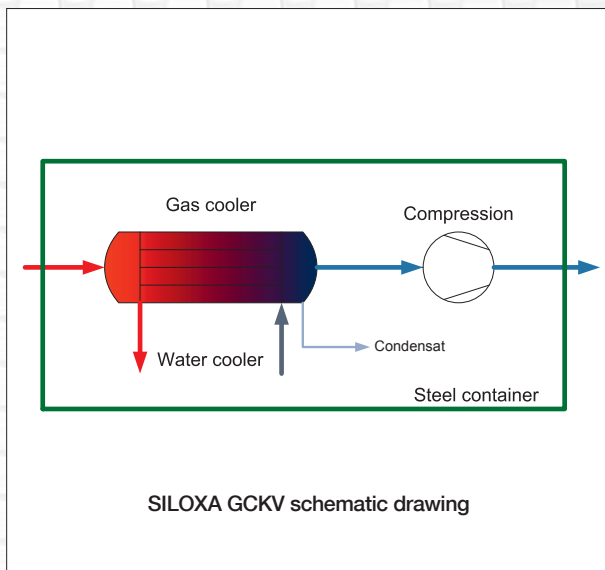 Gas cooler
Compression
Water cooler
Condensat
Steel container
SILOXA GCKV schematic drawing